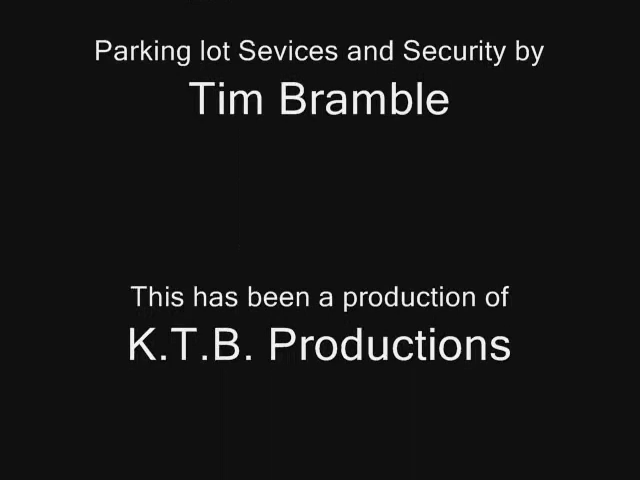 Parking lot Sevices and Security by
Tim Bramble
This has been a production of
K.T.B. Productions